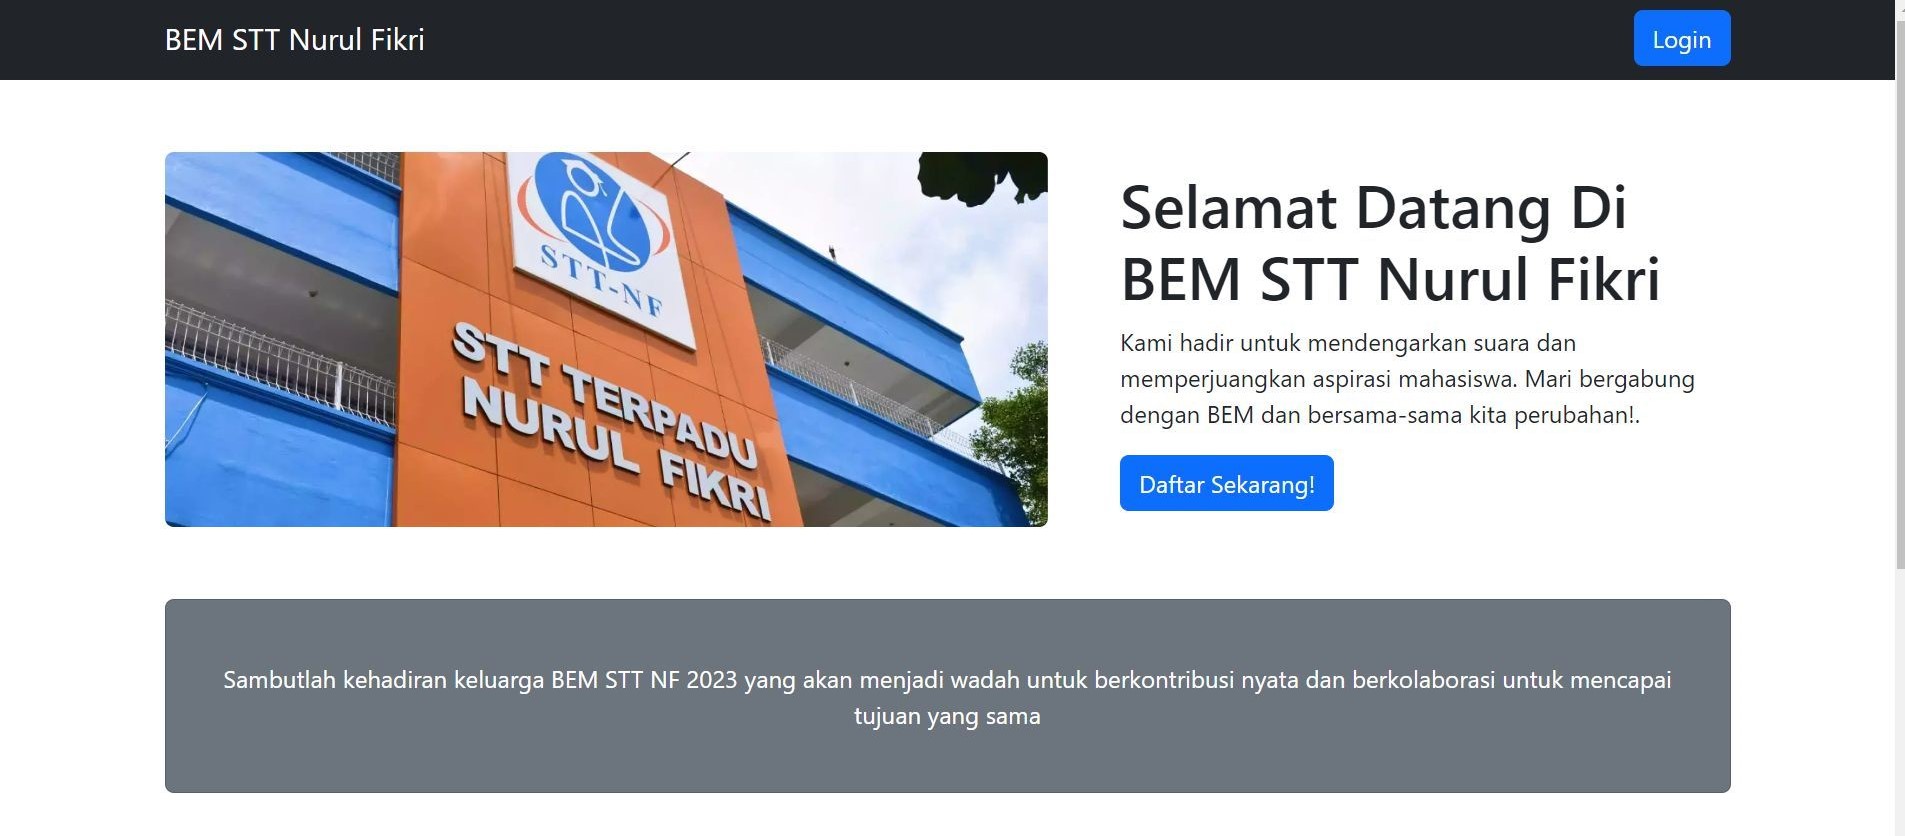 BEM STT Nurul Fikri
Login
STT-NF
STT TERPADU
NURUL FIKRI
Selamat Datang Di
BEM STT Nurul Fikri
Kami hadir untuk mendengarkan suara dan
memperjuangkan aspirasi mahasiswa. Mari bergabung
dengan BEM dan bersama-sama kita perubahan!.
Daftar Sekarang!
Sambutlah kehadiran keluarga BEM STT NF 2023 yang akan menjadi wadah untuk berkontribusi nyata dan berkolaborasi untuk mencapai
tujuan yang sama